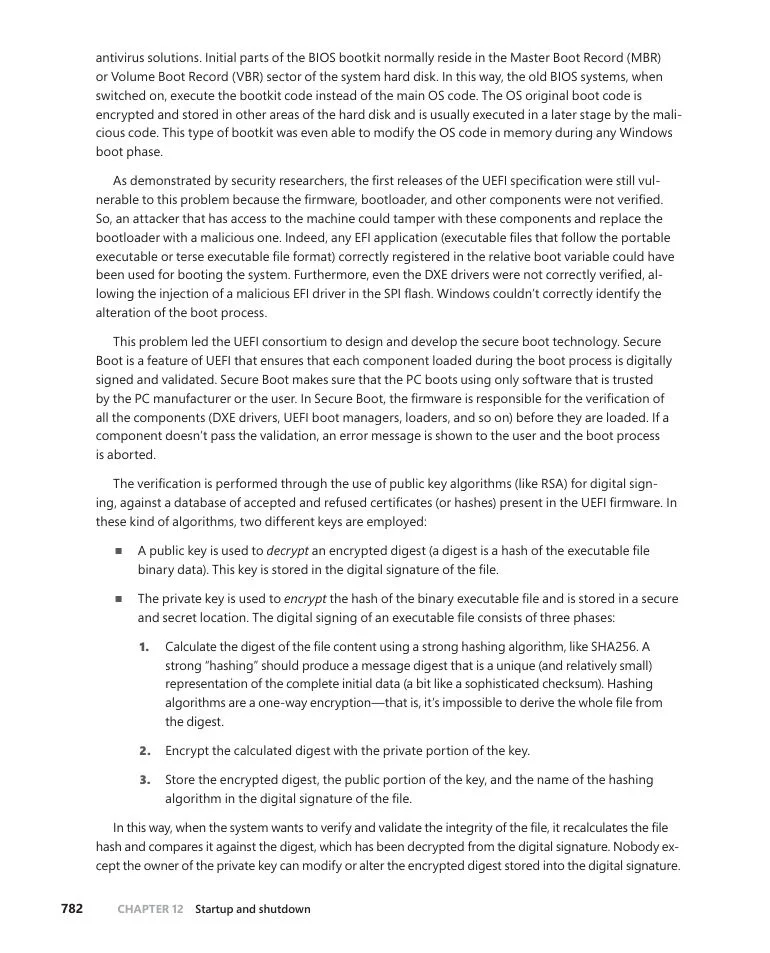 antivirus solutions. Initial parts of the BIOS bootkit normally reside in the Master Boot Record (MBR)
or Volume Boot Record (VBR) sector of the system hard disk. In this way, the old BIOS systems, when
switched on, execute the bootkit code instead of the main OS code. The OS original boot code is
encrypted and stored in other areas of the hard disk and is usually executed in a later stage by the mali-
cious code. This type of bootkit was even able to modify the OS code in memory during any Windows
boot phase.
As demonstrated by security researchers, the first releases of the UEFI specification were still vul-
nerable to this problem because the firmware, bootloader, and other components were not verified.
So, an attacker that has access to the machine could tamper with these components and replace the
bootloader with a malicious one. Indeed, any EFI application (executable files that follow the portable
executable or terse executable file format) correctly registered in the relative boot variable could have
been used for booting the system. Furthermore, even the DXE drivers were not correctly verified, al-
lowing the injection of a malicious EFI driver in the SPI flash. Windows couldn't correctly identify the
alteration of the boot process.
This problem led the UEFI consortium to design and develop the secure boot technology. Secure
Boot is a feature of UEFI that ensures that each component loaded during the boot process is digitally
signed and validated. Secure Boot makes sure that the PC boots using only software that is trusted
by the PC manufacturer or the user. In Secure Boot, the firmware is responsible for the verification of
all the components (DXE drivers, UEFI boot managers, loaders, and so on) before they are loaded. If a
component doesn't pass the validation, an error message is shown to the user and the boot process
is aborted.
The verification is performed through the use of public key algorithms (like RSA) for digital sign-
ing, against a database of accepted and refused certificates (or hashes) present in the UEFI firmware. In
these kind of algorithms, two different keys are employed:
■ A public key is used to decrypt an encrypted digest (a digest is a hash of the executable file
binary data). This key is stored in the digital signature of the file.
■ The private key is used to encrypt the hash of the binary executable file and is stored in a secure
and secret location. The digital signing of an executable file consists of three phases:
1. Calculate the digest of the file content using a strong hashing algorithm, like SHA256. A
strong “hashing” should produce a message digest that is a unique (and relatively small)
representation of the complete initial data (a bit like a sophisticated checksum). Hashing
algorithms are a one-way encryption—that is, it's impossible to derive the whole file from
the digest.
2. Encrypt the calculated digest with the private portion of the key.
3. Store the encrypted digest, the public portion of the key, and the name of the hashing
algorithm in the digital signature of the file.
In this way, when the system wants to verify and validate the integrity of the file, it recalculates the file
hash and compares it against the digest, which has been decrypted from the digital signature. Nobody ex-
cept the owner of the private key can modify or alter the encrypted digest stored into the digital signature.
782 CHAPTER 12 Startup and shutdown